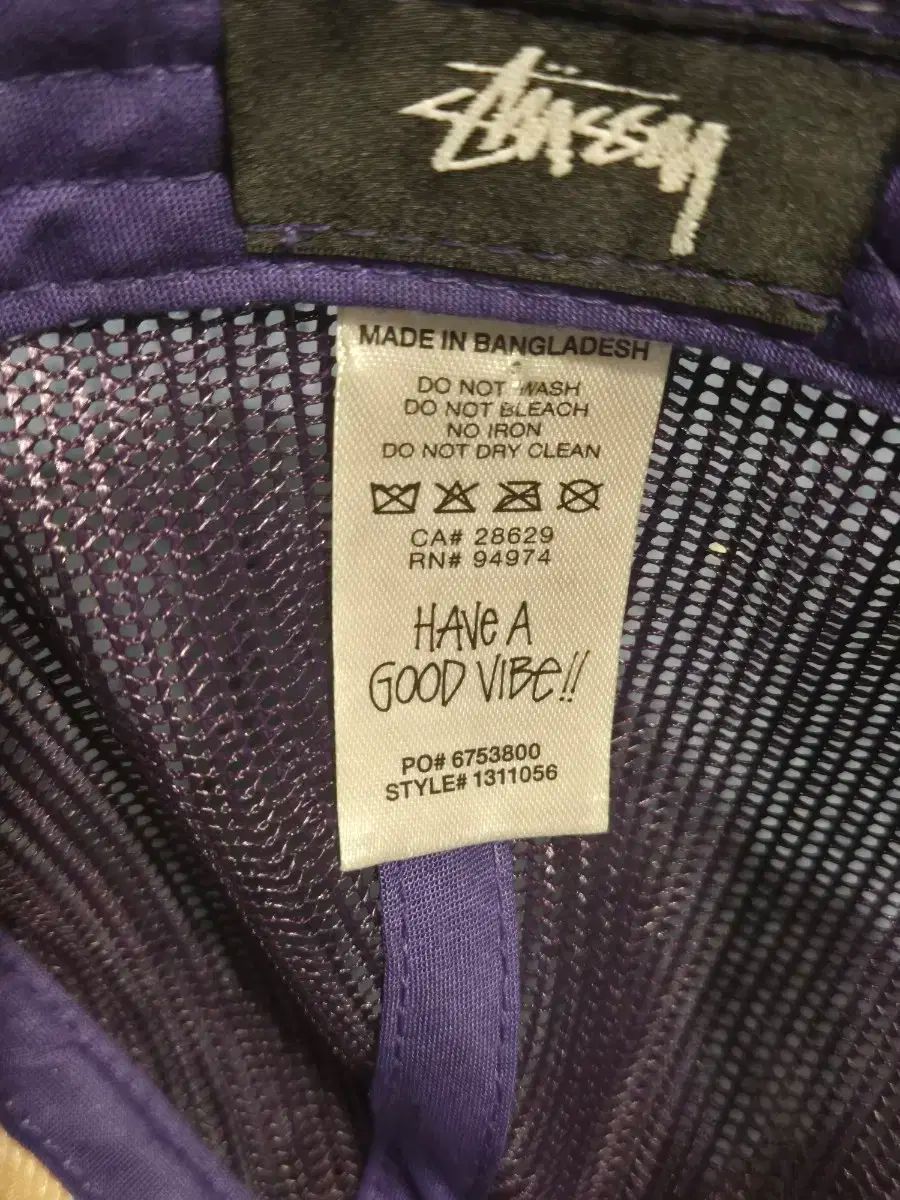 Stüssy
MADE IN BANGLADESH
DO NOT WASH
DO NOT BLEACH
NO IRON
DO NOT DRY CLEAN
CA# 28629
RN# 94974
HAVE A
GOOD VIBE!!
PO# 6753800
STYLE# 1311056